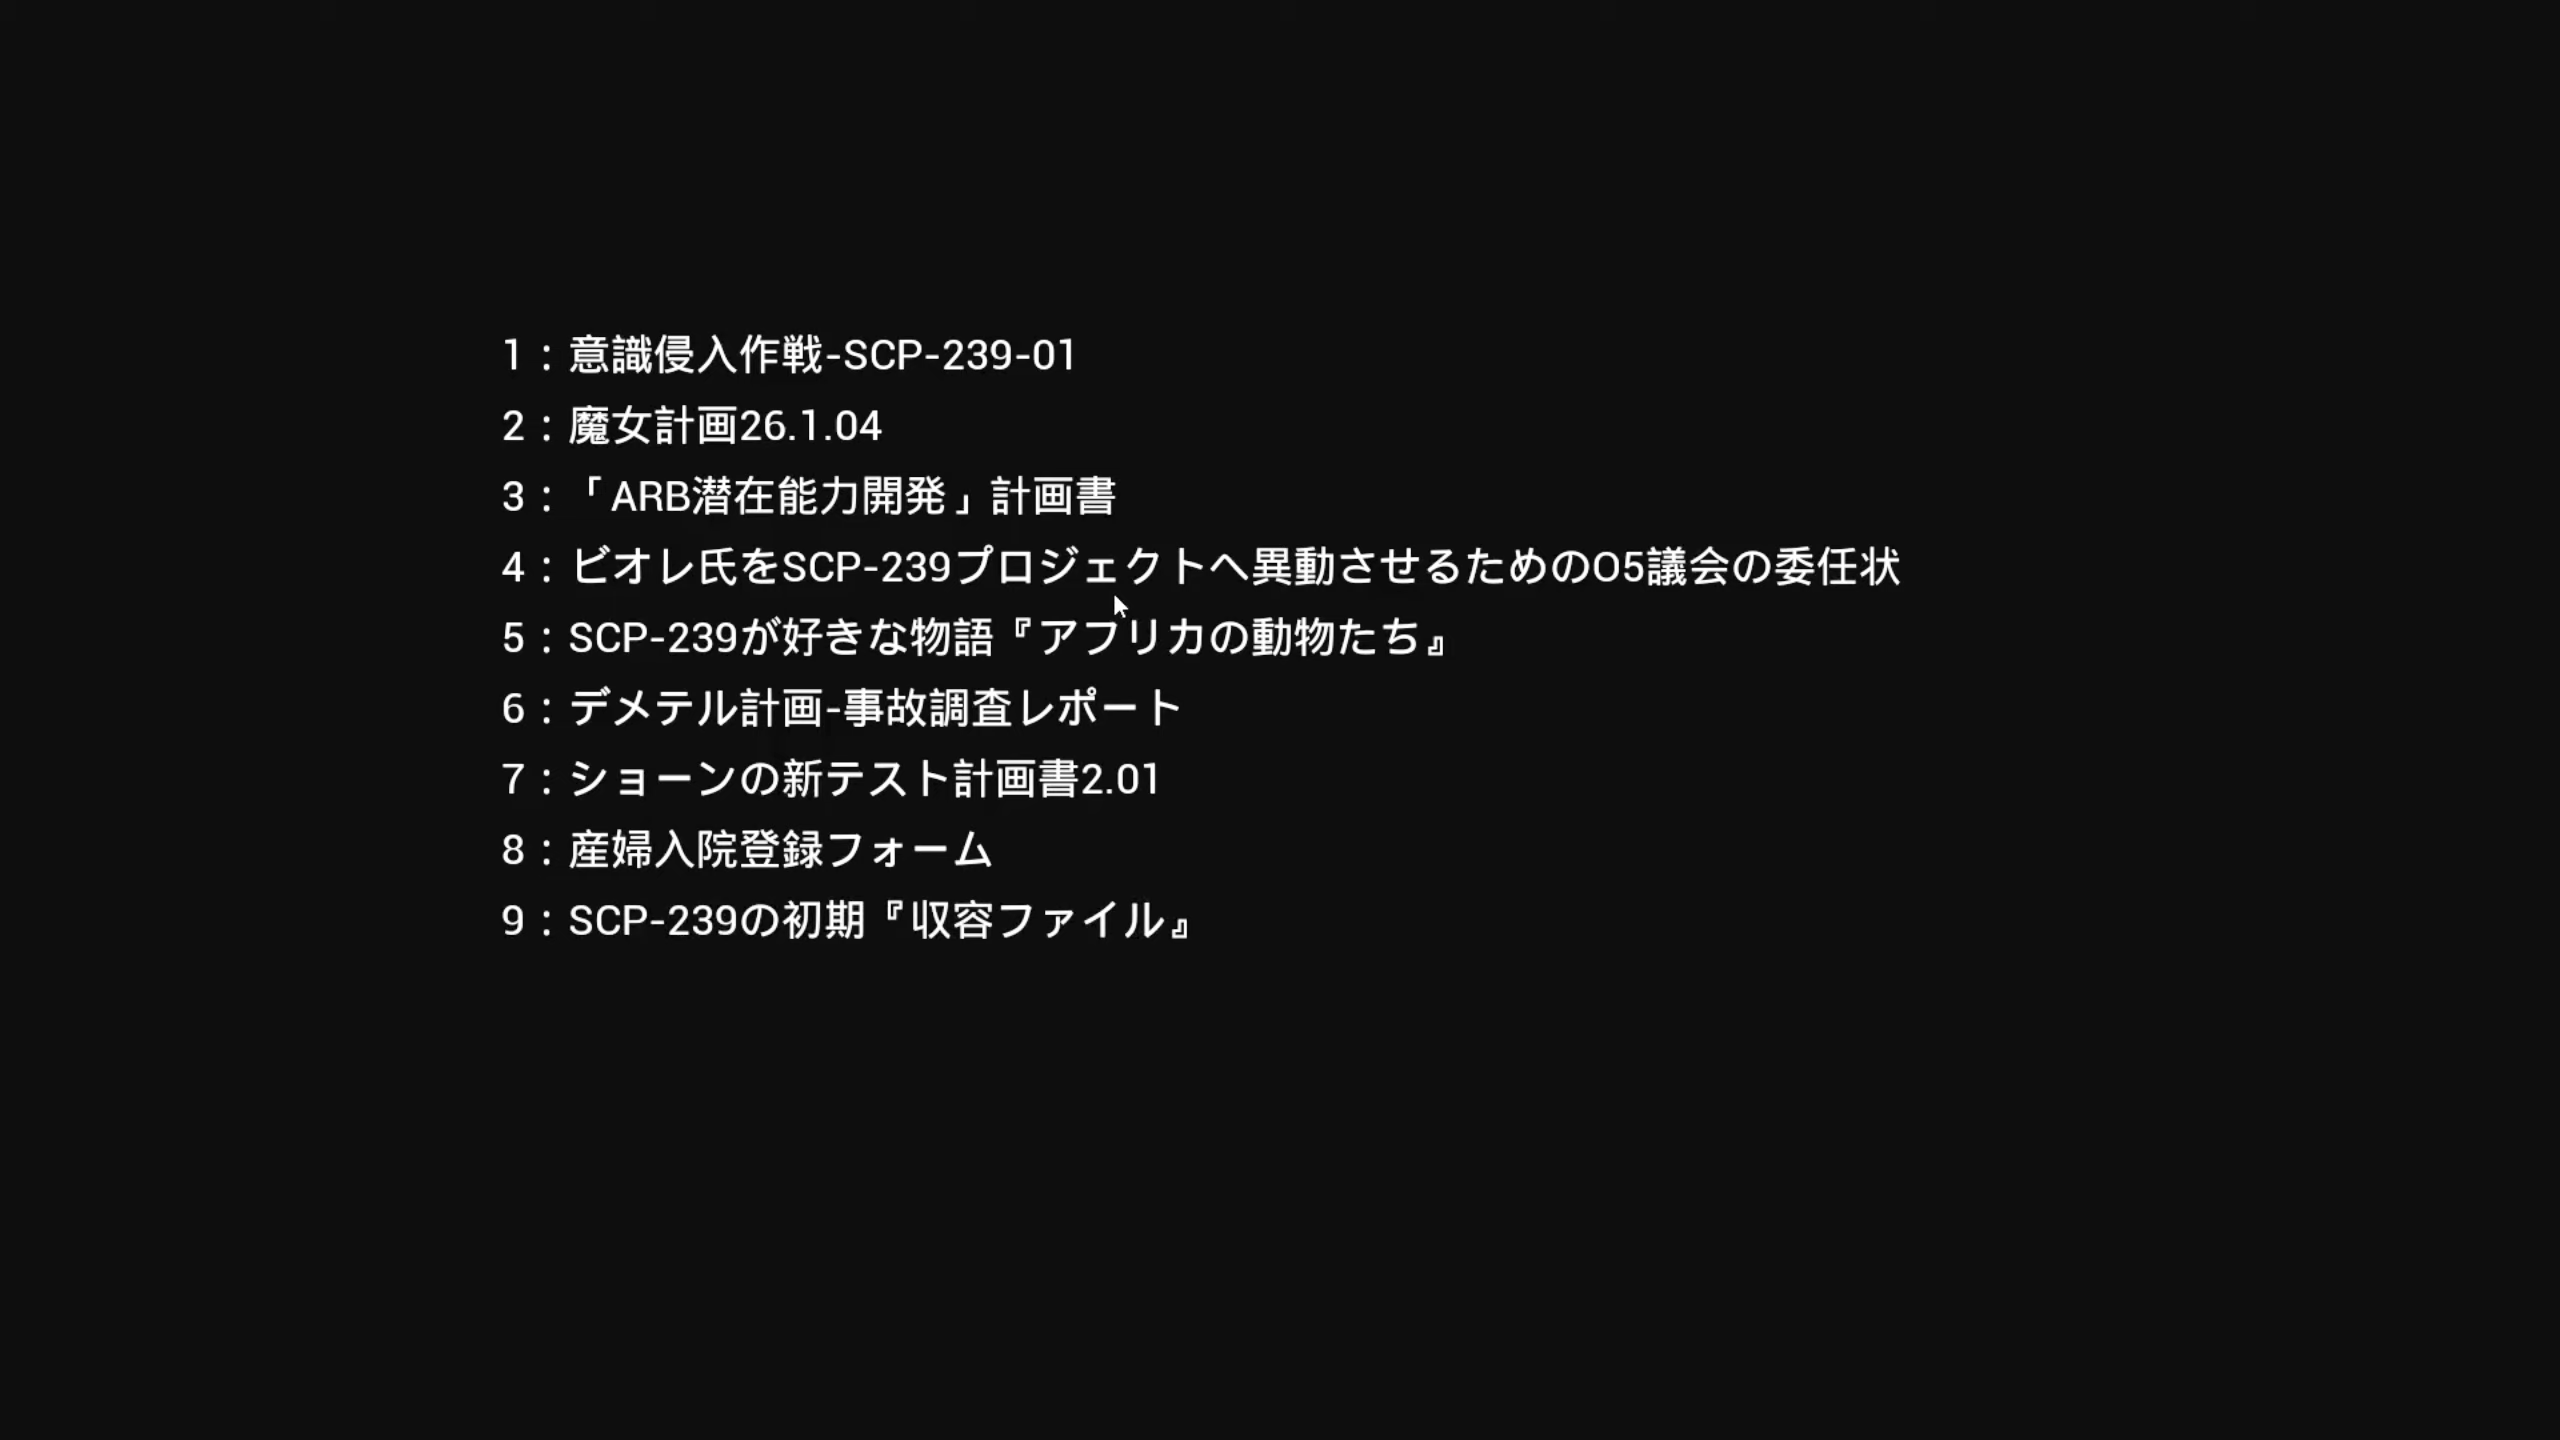 1：意識侵入作戦-SCP-239-01
2：魔女計画26.1.04
3：「ARB潜在能力開発」計画書
4：ビオレ氏をSCP-239プロジェクトへ異動させるためのO5議会の委任状
5：SCP-239が好きな物語『アフリカの動物たち』
6：デメテル計画-事故調査レポート
7：ショーンの新テスト計画書2.01
8：産婦入院登録フォーム
9：SCP-239の初期『収容ファイル』